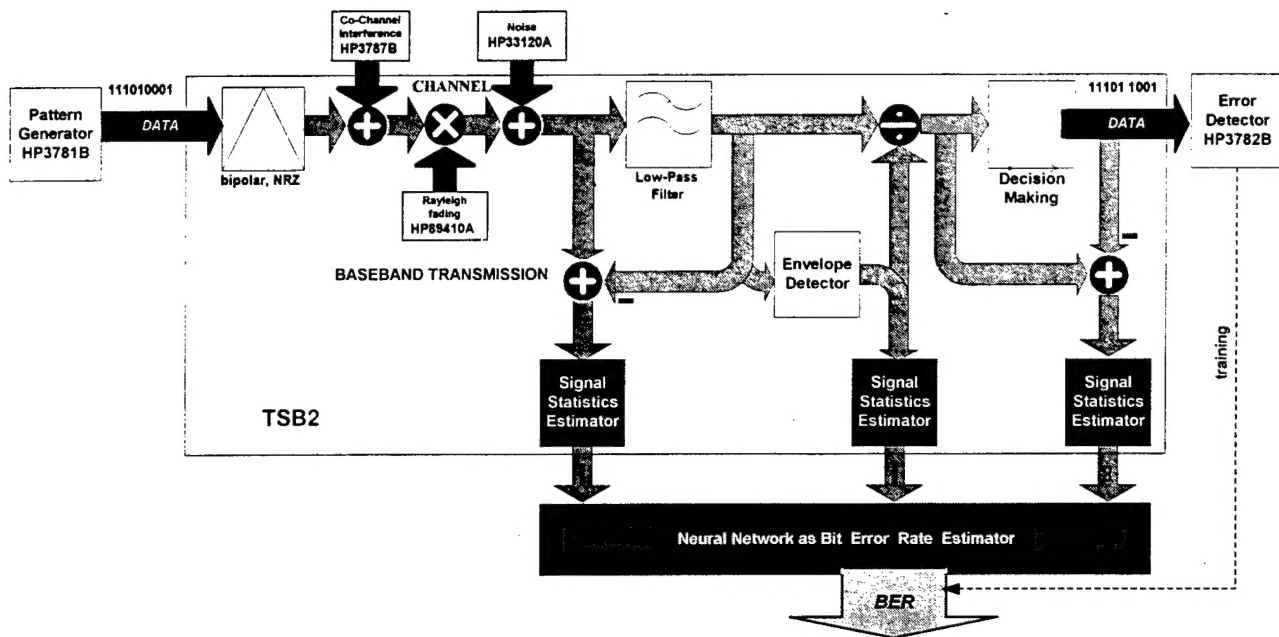 Co-Channel
Interference
HP3787B
Noise
HP33120A
111010001
CHANNEL
11101 1001
Pattern
Generator
HP3781B
DATA
DATA
Error
Detector
HP3782B
bipolar, NRZ
Low-Pass
Filter
Decision
Making
Rayleigh
fading
HP89410A
BASEBAND TRANSMISSION
Envelope
Detector
training
TSB2
Signal
Statistics
Estimator
Signal
Statistics
Estimator
Signal
Statistics
Estimator
Neural Network as Bit Error Rate Estimator
BER